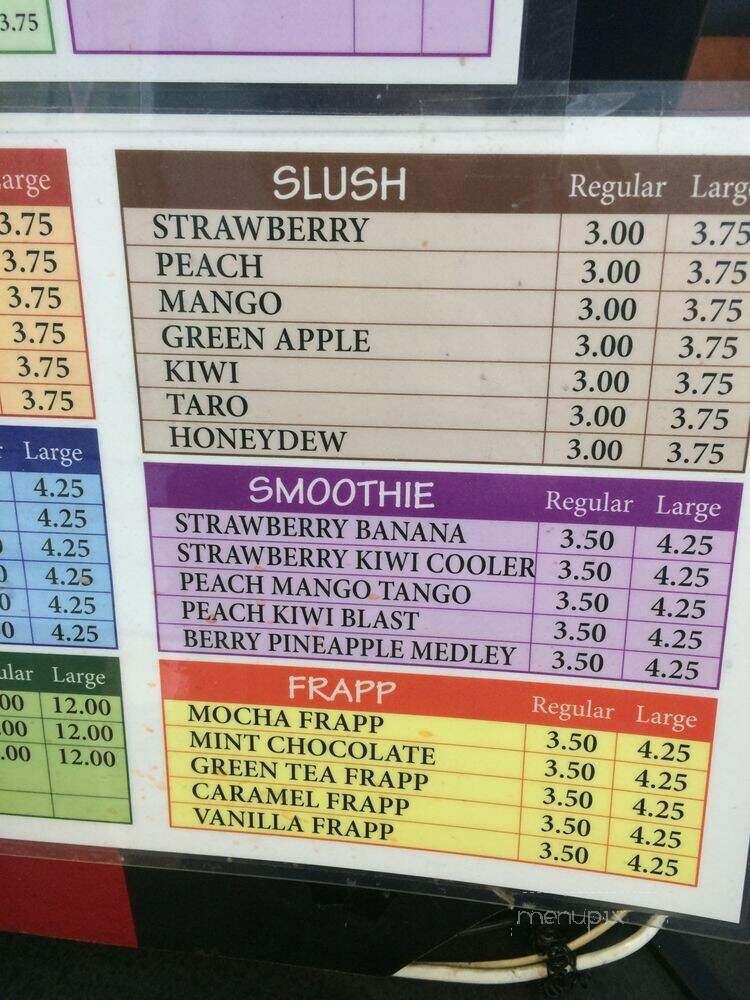 3.75
Large
3.75
3.75
3.75
3.75
3.75
3.75
Large
4.25
4.25
4.25
4.25
4.25
4.25
Large
12.00
12.00
12.00
SLUSH Regular Large
STRAWBERRY 3.00 3.75
PEACH 3.00 3.75
MANGO 3.00 3.75
GREEN APPLE 3.00 3.75
KIWI 3.00 3.75
TARO 3.00 3.75
HONEYDEW 3.00 3.75
SMOOTHIE Regular Large
STRAWBERRY BANANA 3.50 4.25
STRAWBERRY KIWI COOLER 3.50 4.25
PEACH MANGO TANGO 3.50 4.25
PEACH KIWI BLAST 3.50 4.25
BERRY PINEAPPLE MEDLEY 3.50 4.25
FRAPP Regular Large
MOCHA FRAPP 3.50 4.25
MINT CHOCOLATE 3.50 4.25
GREEN TEA FRAPP 3.50 4.25
CARAMEL FRAPP 3.50 4.25
VANILLA FRAPP 3.50 4.25
menupix